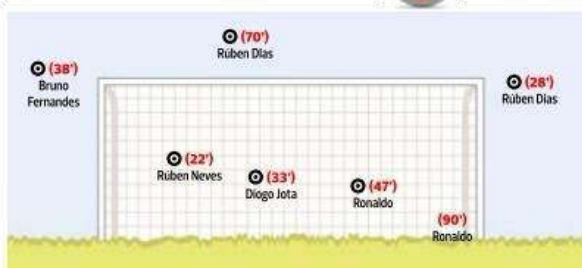 (70')
Rúben Dias
(38')
Bruno
Fernandes
(28')
Rúben Dias
(22')
Rúben Neves
(33')
Diogo Jota
(47')
Ronaldo
(90')
Ronaldo